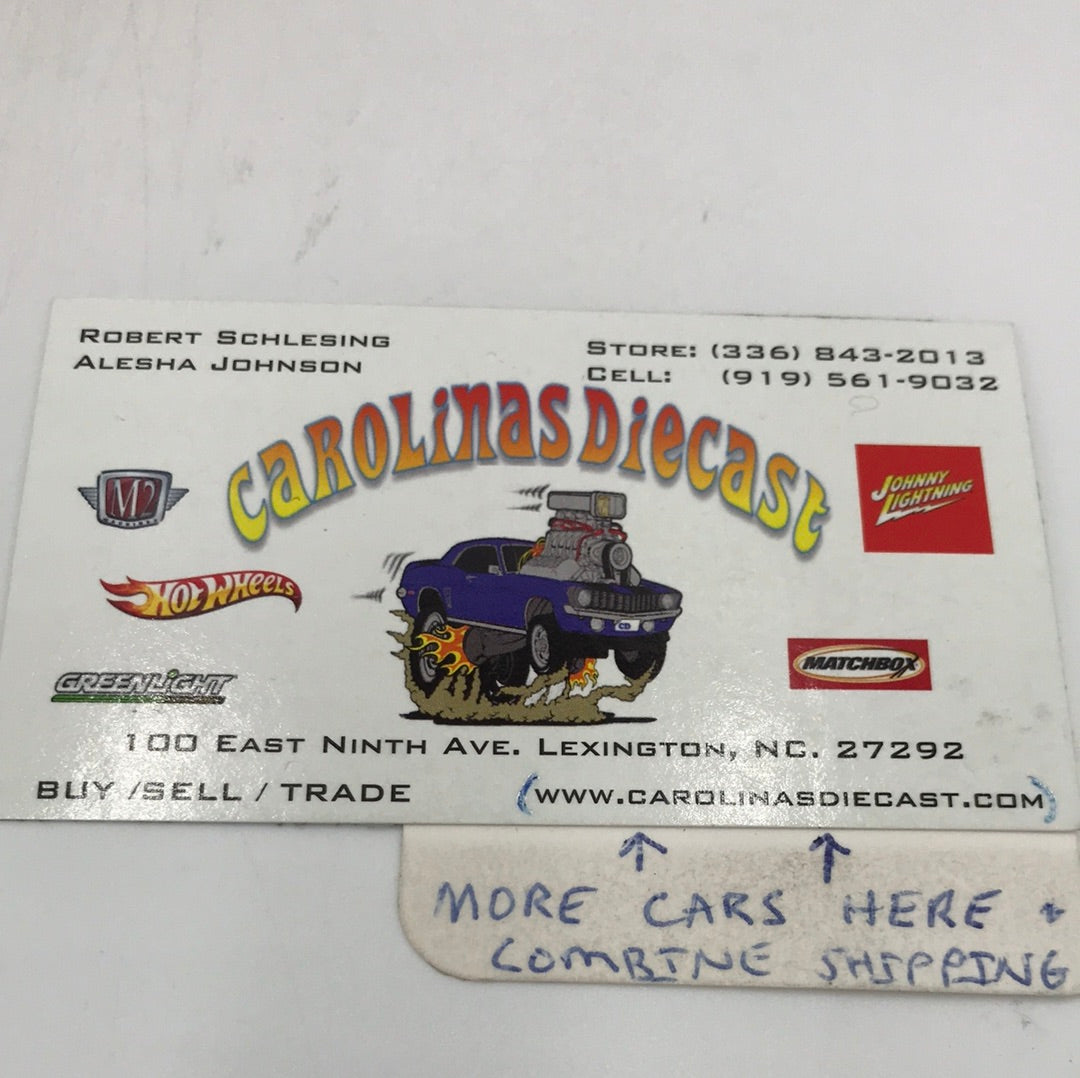 ROBERT SCHLESING
ALESHA JOHNSON
STORE: (336) 843-2013
CELL: (919) 561-9032
CAROLINAS DIECAST
M2
JOHNNY
LIGHTNING
HOT WHEELS
CD
MATCHBOX
GREENLIGHT
100 EAST NINTH AVE. LEXINGTON, NC. 27292
BUY /SELL / TRADE
(WWW.CAROLINASDIECAST.COM)
↑ ↑
MORE CARS HERE +
COMBINE SHIPPING